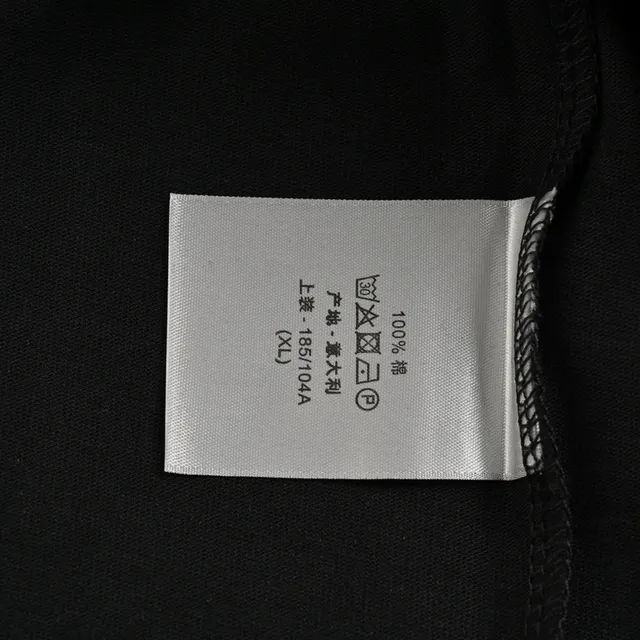 100% 棉
P
产地 - 意大利
上装 - 185/104A
(XL)